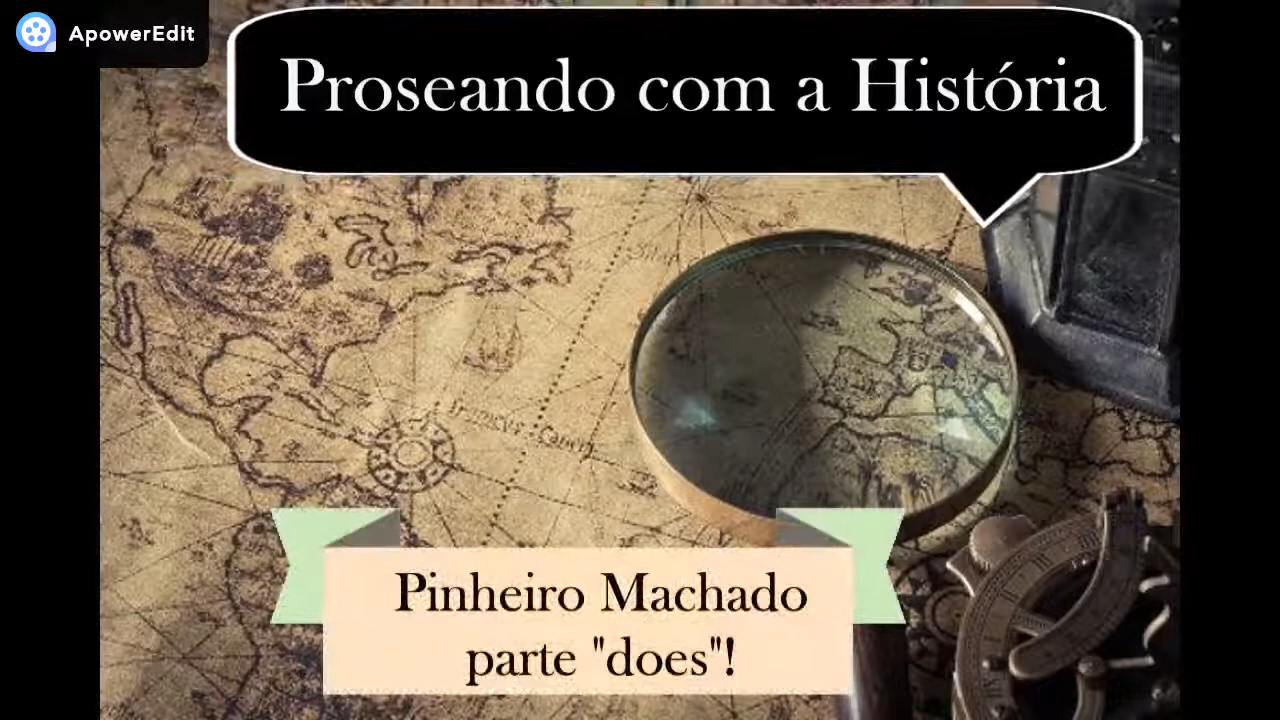 ApowerEdit
Proseando com a História
Pinheiro Machado
parte "does"!